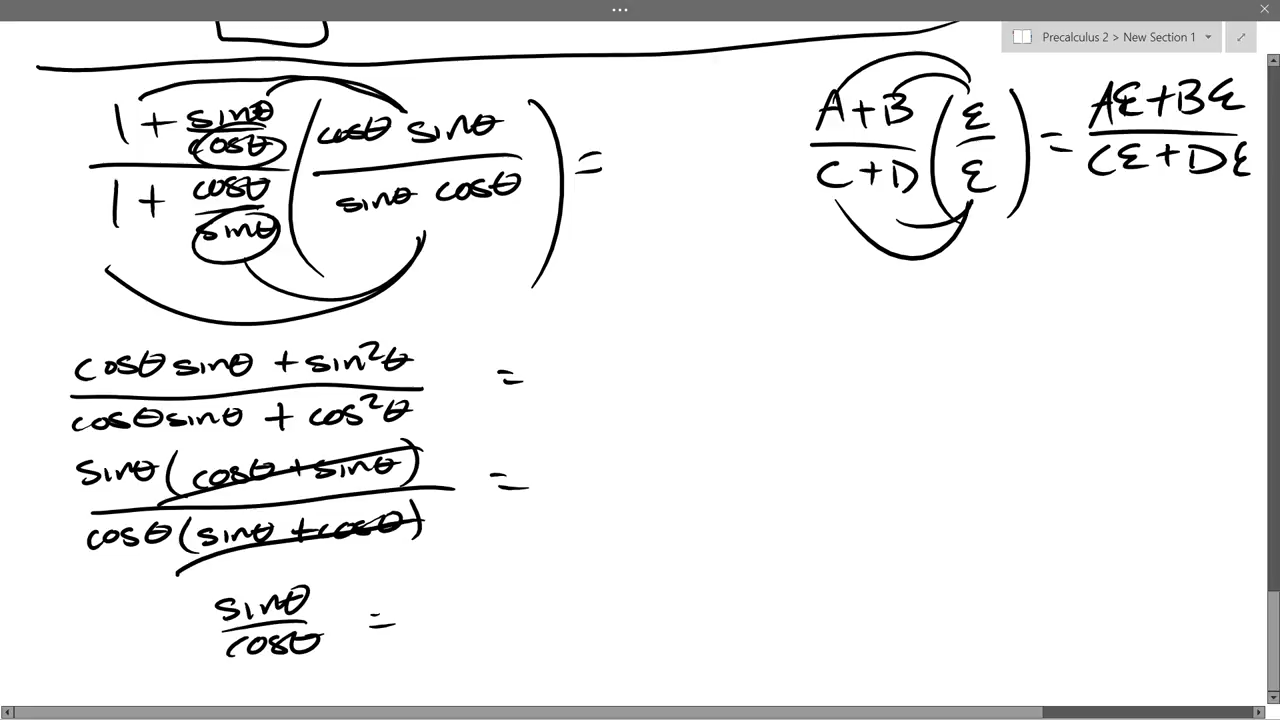 Precalculus 2 > New Section 1
1 + sinθ/cosθ / 1 + cosθ/sinθ (cosθ sinθ / sinθ cosθ) =
A+B / C+D (E/E) = AE+BE / CE+DE
cosθ sinθ + sin²θ =
cosθ sinθ + cos²θ
sinθ (cosθ + sinθ) =
cosθ (sinθ + cosθ)
sinθ =
cosθ